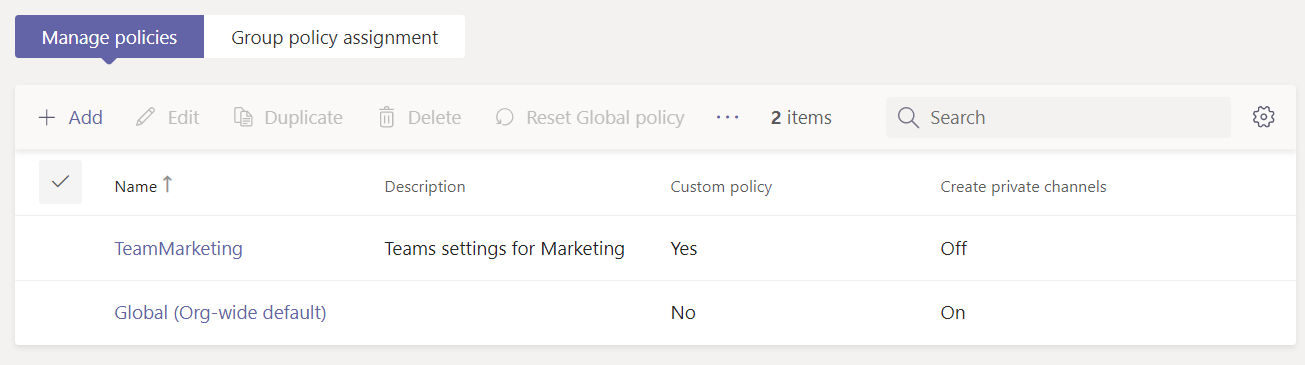 Manage policies Group policy assignment
Add Edit Duplicate Delete Reset Global policy ··· 2 items Search
Name ↑ Description Custom policy Create private channels
TeamMarketing Teams settings for Marketing Yes Off
Global (Org-wide default) No On